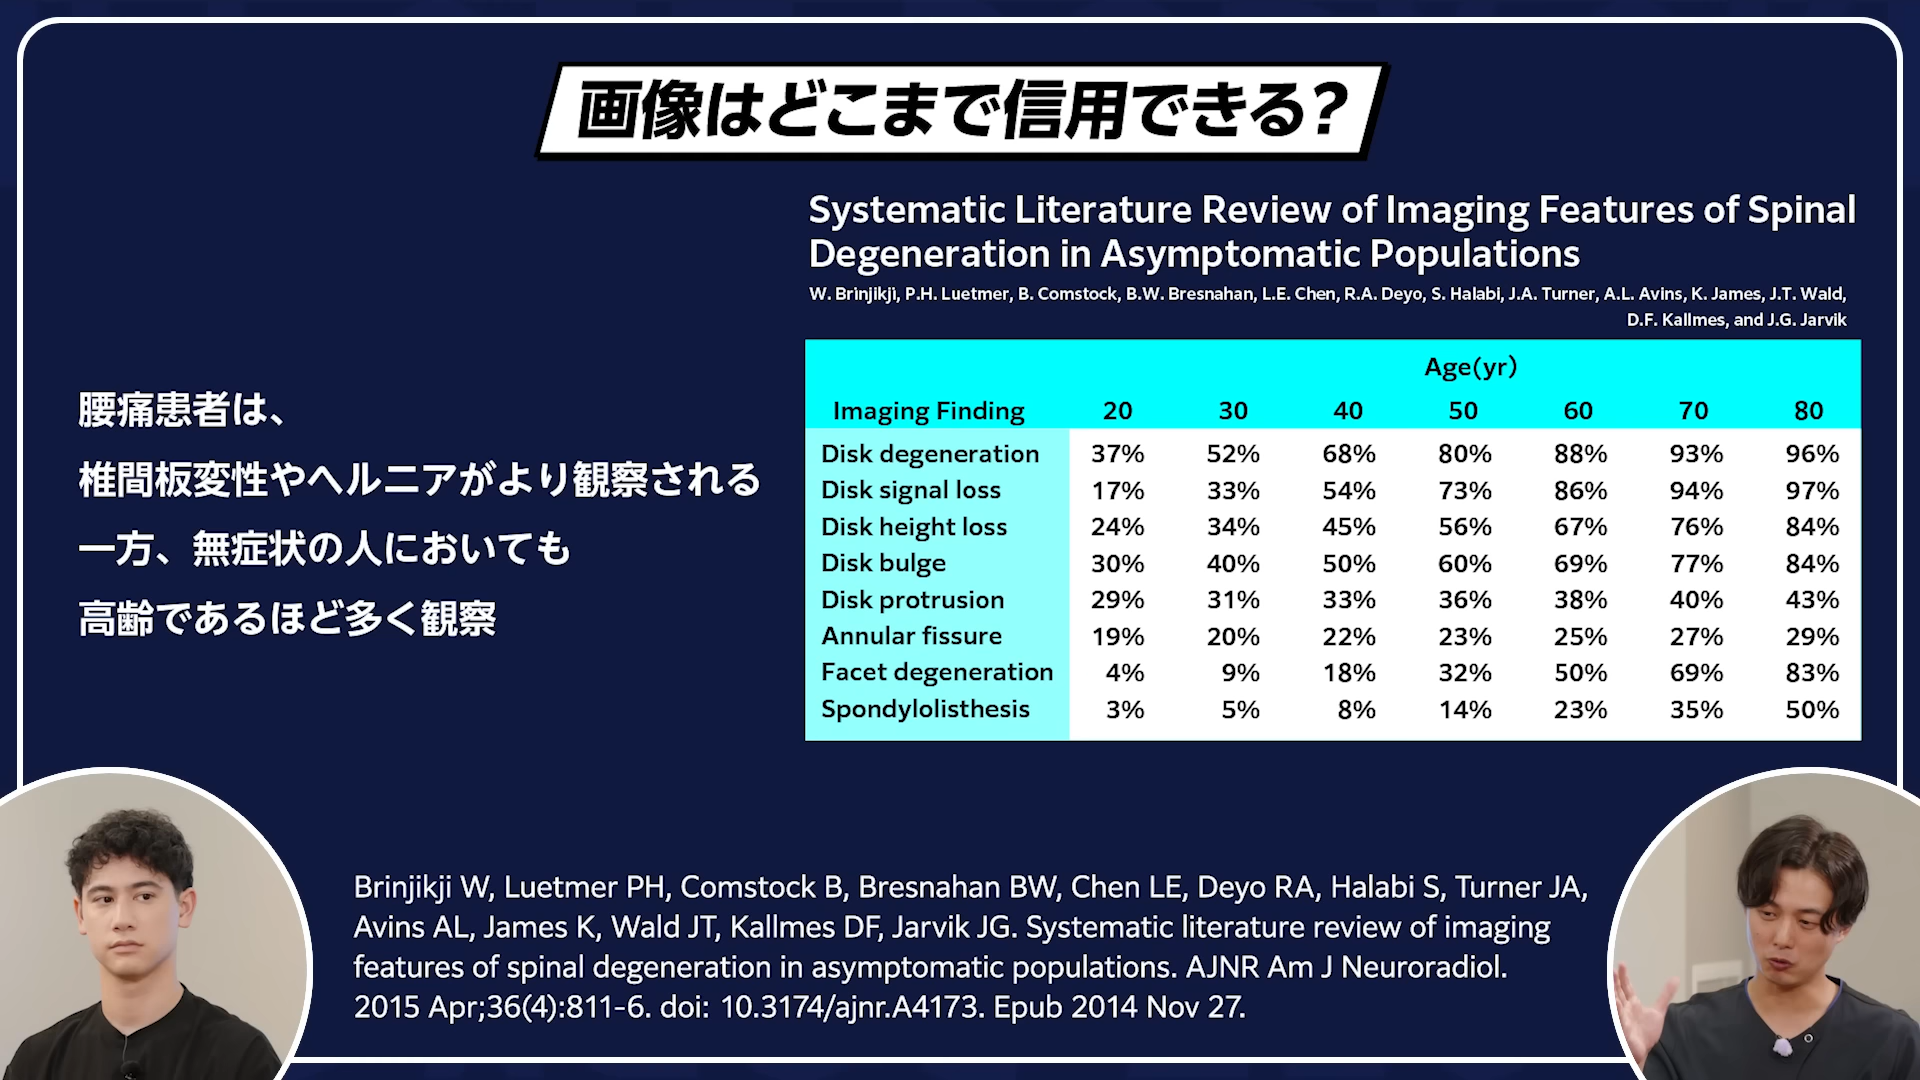 画像はどこまで信用できる?
Systematic Literature Review of Imaging Features of Spinal
Degeneration in Asymptomatic Populations
W. Brinjikji, P.H. Luetmer, B. Comstock, B.W. Bresnahan, L.E. Chen, R.A. Deyo, S. Halabi, J.A. Turner, A.L. Avins, K. James, J.T. Wald,
D.F. Kallmes, and J.G. Jarvik
腰痛患者は、
椎間板変性やヘルニアがより観察される
一方、無症状の人においても
高齢であるほど多く観察
Age(yr)
Imaging Finding 20 30 40 50 60 70 80
Disk degeneration 37% 52% 68% 80% 88% 93% 96%
Disk signal loss 17% 33% 54% 73% 86% 94% 97%
Disk height loss 24% 34% 45% 56% 67% 76% 84%
Disk bulge 30% 40% 50% 60% 69% 77% 84%
Disk protrusion 29% 31% 33% 36% 38% 40% 43%
Annular fissure 19% 20% 22% 23% 25% 27% 29%
Facet degeneration 4% 9% 18% 32% 50% 69% 83%
Spondylolisthesis 3% 5% 8% 14% 23% 35% 50%
Brinjikji W, Luetmer PH, Comstock B, Bresnahan BW, Chen LE, Deyo RA, Halabi S, Turner JA,
Avins AL, James K, Wald JT, Kallmes DF, Jarvik JG. Systematic literature review of imaging
features of spinal degeneration in asymptomatic populations. AJNR Am J Neuroradiol.
2015 Apr;36(4):811-6. doi: 10.3174/ajnr.A4173. Epub 2014 Nov 27.